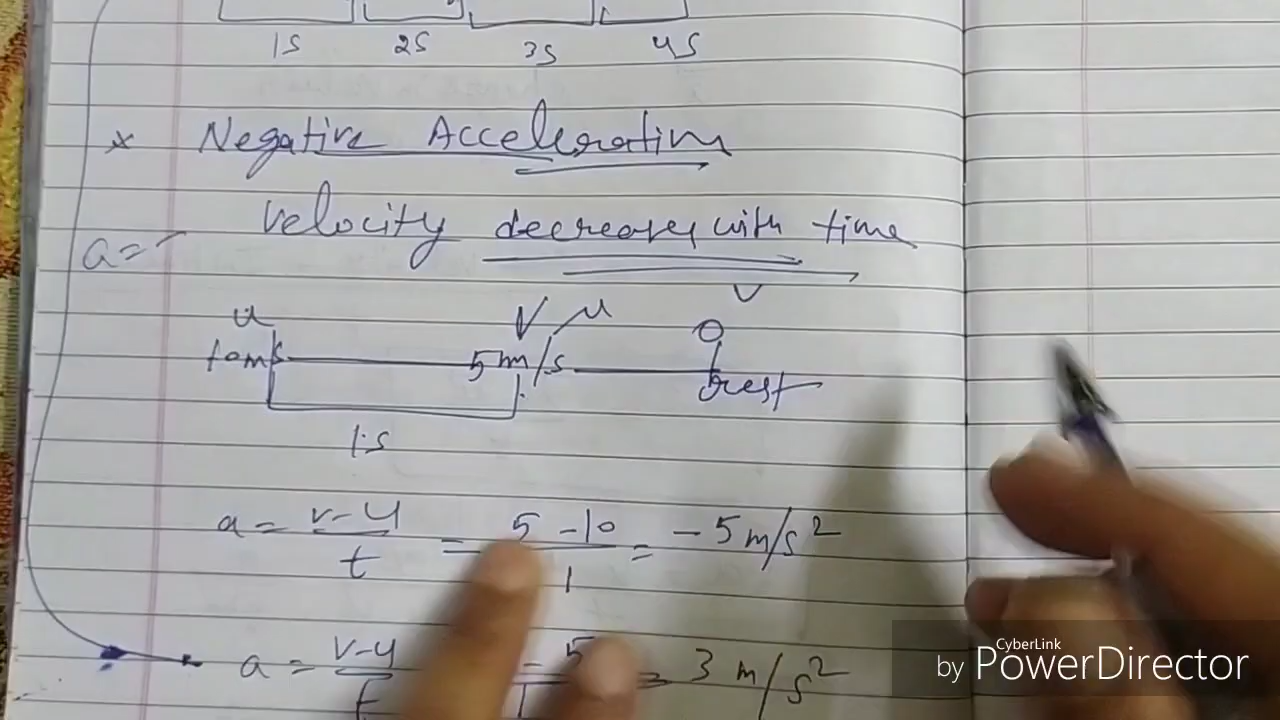 1S 2S 3S 4S
* Negative Acceleration
Velocity decreases with time
a = -
u V u V
10m/s 5m/s 0
rest
1s
a = v-u/t = 5-10/1 = -5 m/s²
a = v-u/t - 5 = 3 m/s²
CyberLink
by PowerDirector